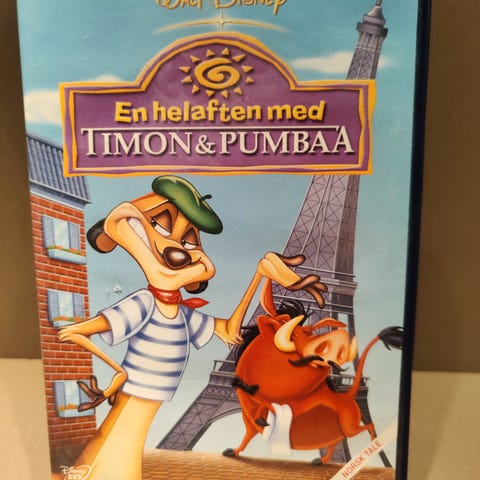 WALT DISNEY
En helaften med
TIMON & PUMBAA
NORSK TALE
Disney
DVD